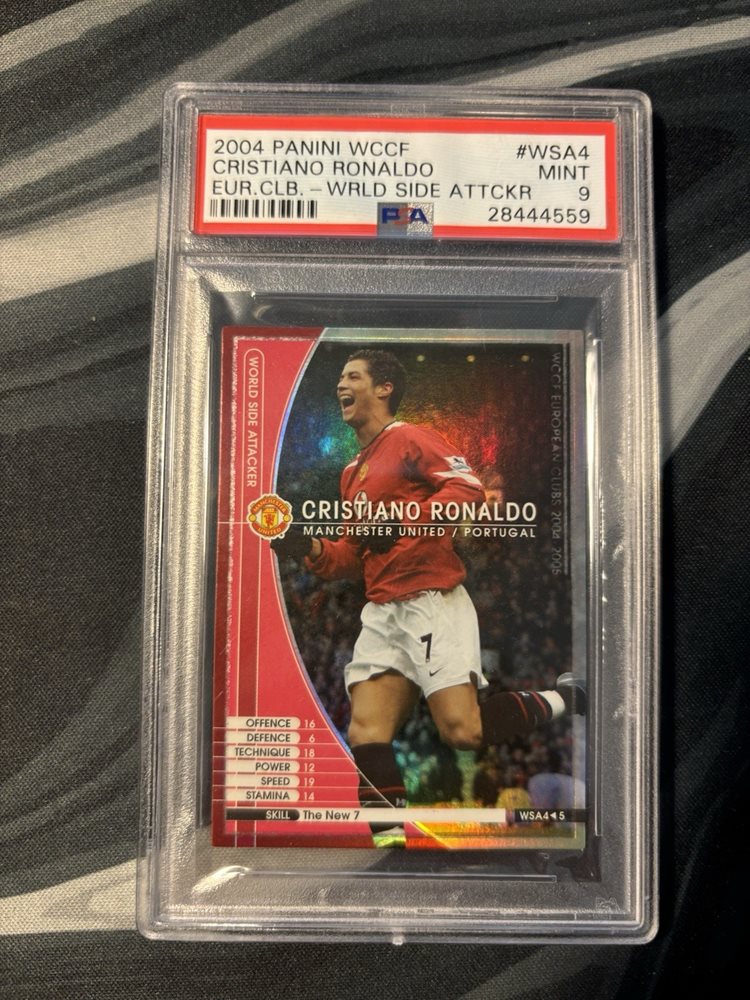 2004 PANINI WCCF #WSA4
CRISTIANO RONALDO MINT
EUR.CLB. - WRLD SIDE ATTCKR 9
PSA 28444559
WORLD SIDE ATTACKER
WCCF EUROPEAN CLUBS 2004-2005
MANCHESTER UNITED
CRISTIANO RONALDO
MANCHESTER UNITED / PORTUGAL
7
OFFENCE 16
DEFENCE 6
TECHNIQUE 18
POWER 12
SPEED 19
STAMINA 14
SKILL The New 7 WSA4◄5